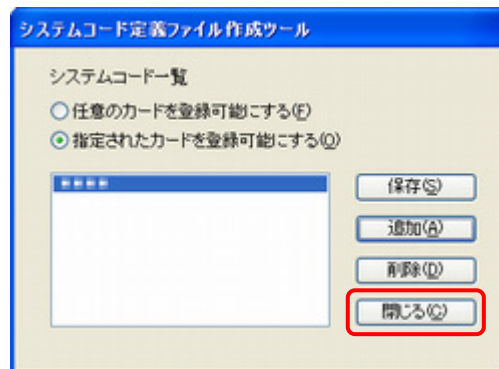 システムコード定義ファイル作成ツール
システムコード一覧
任意のカードを登録可能にする(F)
指定されたカードを登録可能にする(O)
****
保存(S)
追加(A)
削除(D)
閉じる(C)